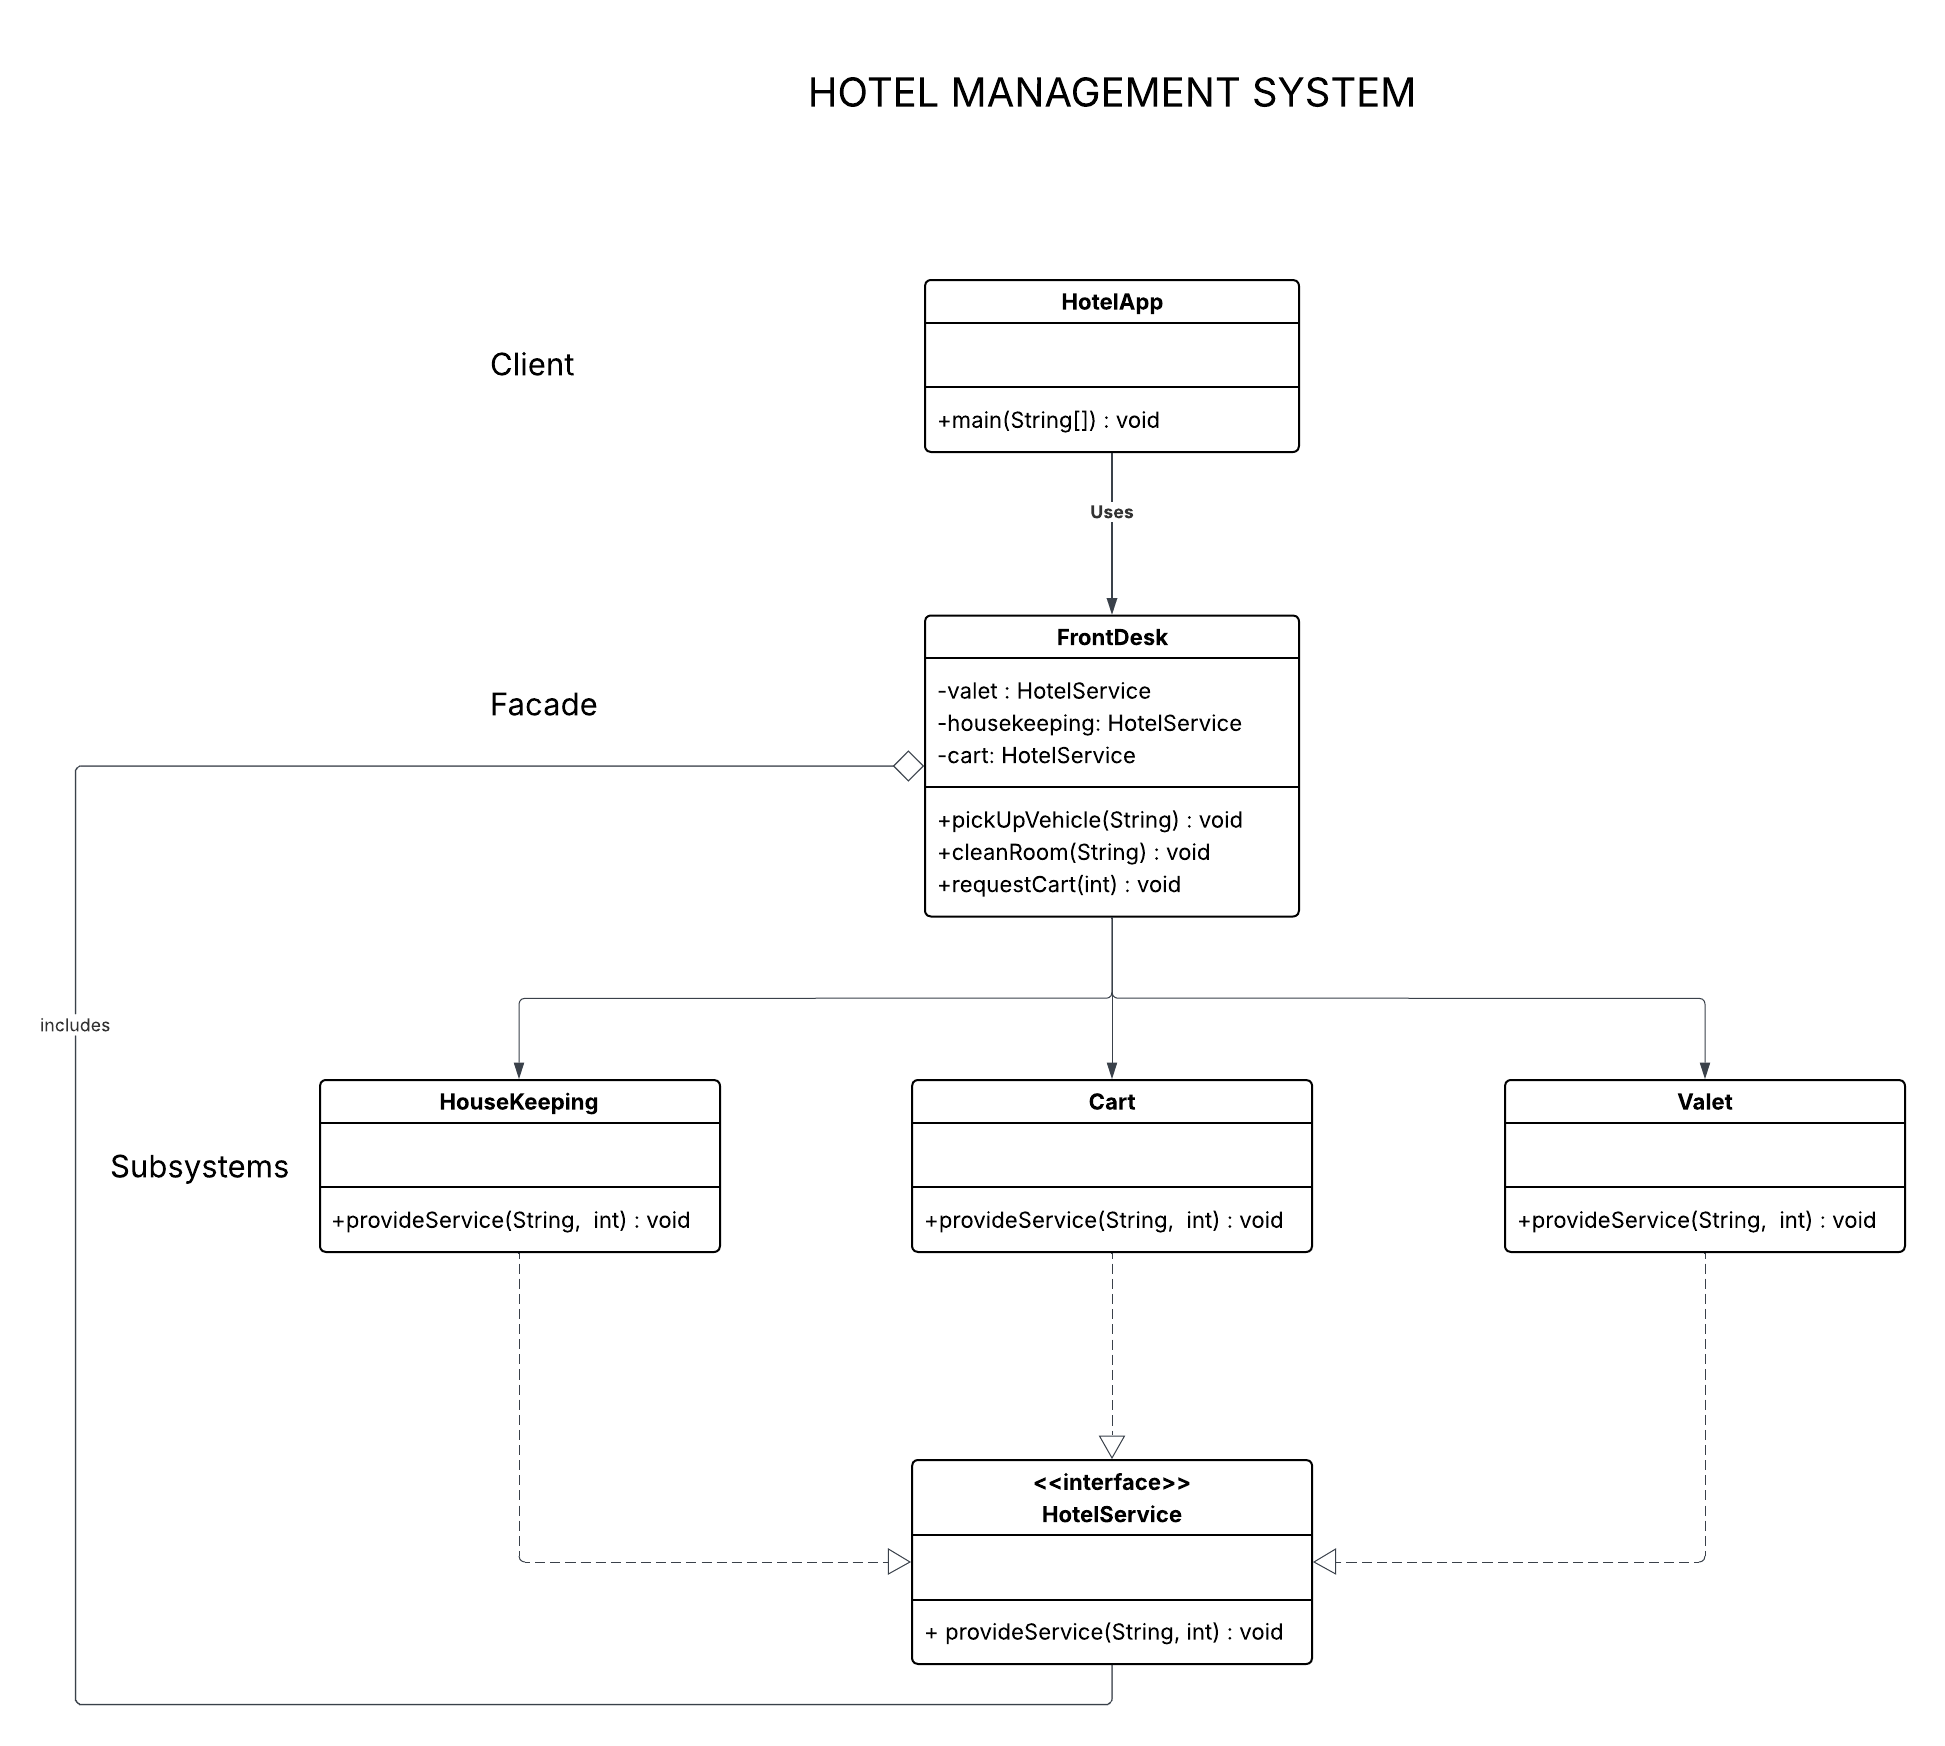 HOTEL MANAGEMENT SYSTEM
HotelApp
Client
+main(String[]) : void
Uses
FrontDesk
-valet : HotelService
Facade
-housekeeping: HotelService
-cart: HotelService
+pickUpVehicle(String) : void
+cleanRoom(String) : void
+requestCart(int) : void
includes
HouseKeeping
Cart
Valet
Subsystems
+provideService(String,  int) : void
+provideService(String,  int) : void
+provideService(String,  int) : void
<<interface>>
HotelService
+ provideService(String, int) : void